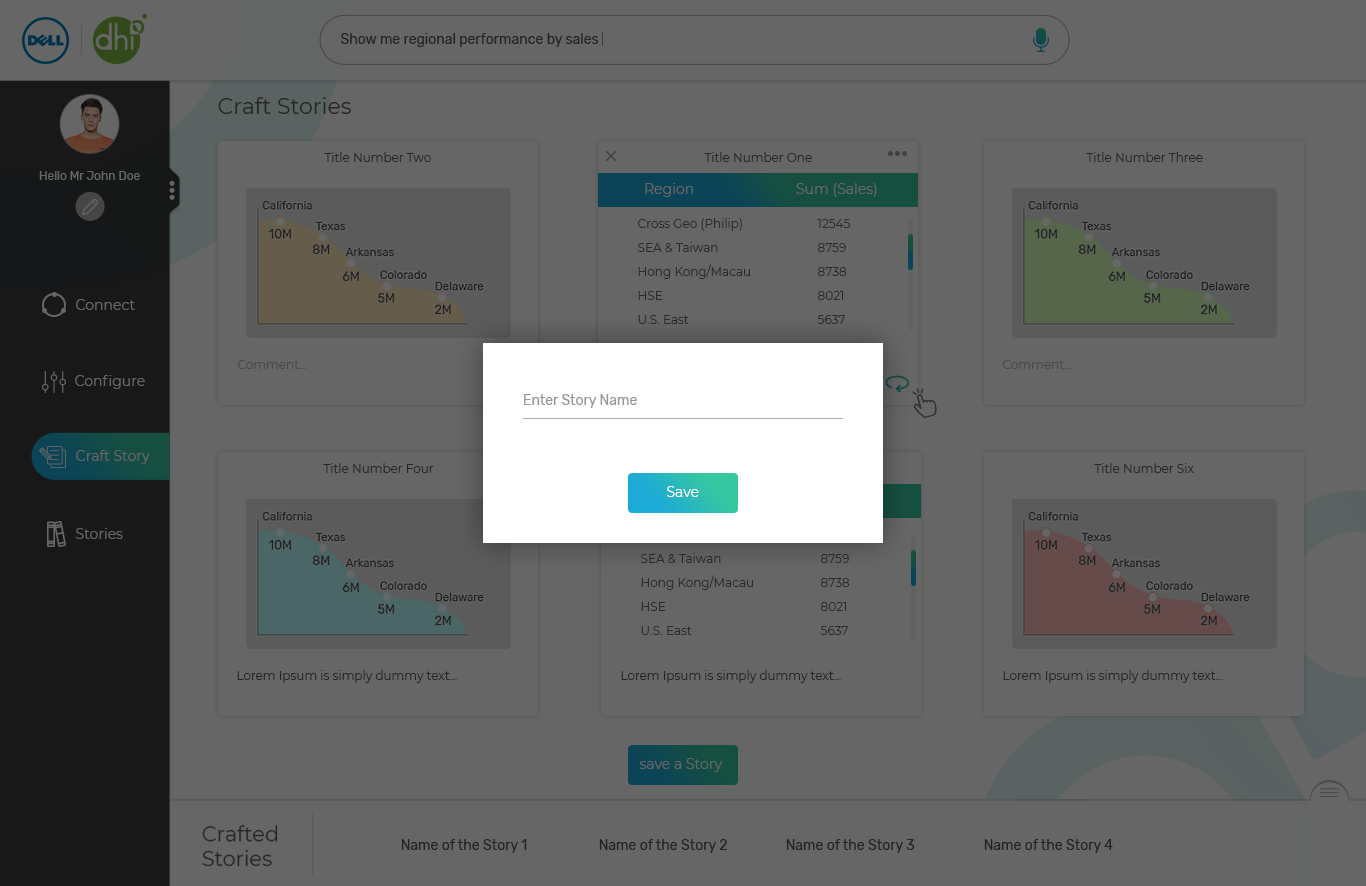 DELL
dhi
Show me regional performance by sales
Hello Mr John Doe
Connect
Configure
Craft Story
Stories
Craft Stories
Title Number Two
California
10M
Texas
8M
Arkansas
6M
Colorado
5M
Delaware
2M
Comment...
Title Number One
Region Sum (Sales)
Cross Geo (Philip) 12545
SEA & Taiwan 8759
Hong Kong/Macau 8738
HSE 8021
U.S. East 5637
Title Number Three
California
10M
Texas
8M
Arkansas
6M
Colorado
5M
Delaware
2M
Comment...
Enter Story Name
Save
Title Number Four
California
10M
Texas
8M
Arkansas
6M
Colorado
5M
Delaware
2M
Lorem Ipsum is simply dummy text...
SEA & Taiwan 8759
Hong Kong/Macau 8738
HSE 8021
U.S. East 5637
Lorem Ipsum is simply dummy text...
Title Number Six
California
10M
Texas
8M
Arkansas
6M
Colorado
5M
Delaware
2M
Lorem Ipsum is simply dummy text...
save a Story
Crafted
Stories
Name of the Story 1
Name of the Story 2
Name of the Story 3
Name of the Story 4